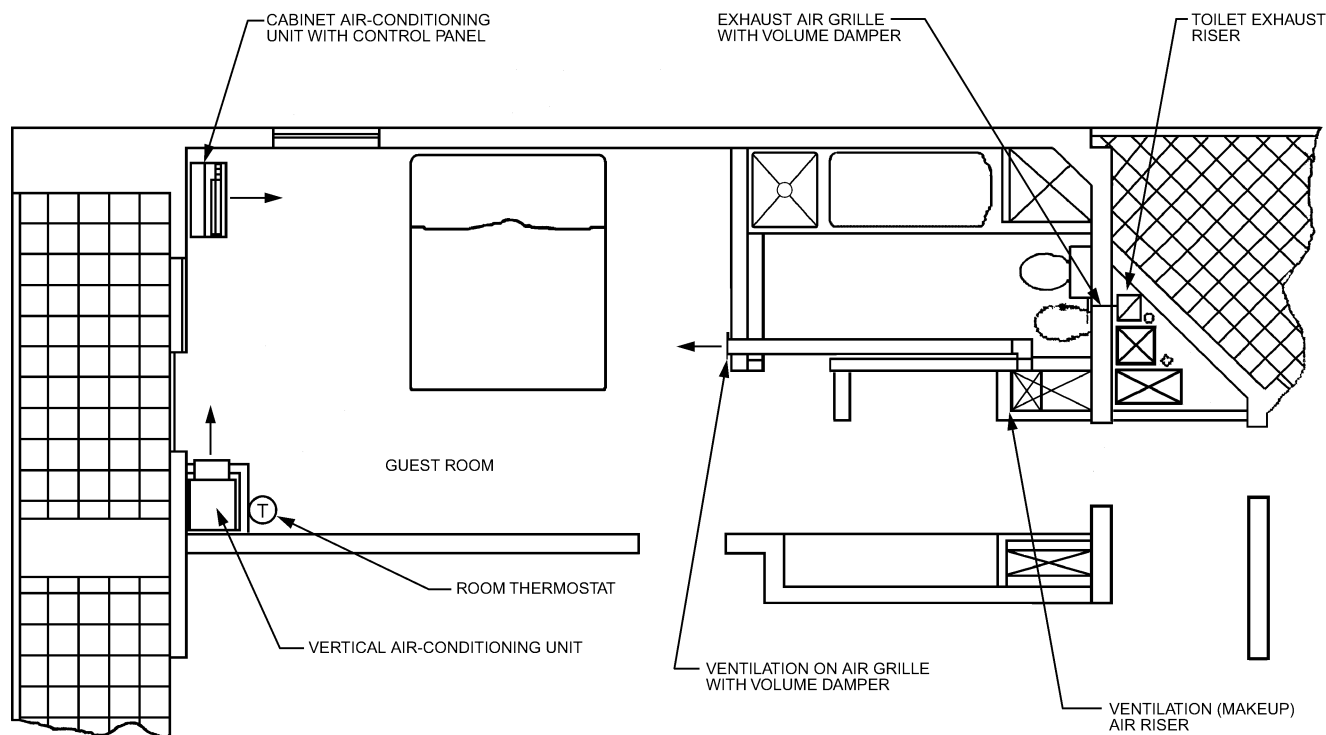 CABINET AIR-CONDITIONING
UNIT WITH CONTROL PANEL
EXHAUST AIR GRILLE
WITH VOLUME DAMPER
TOILET EXHAUST
RISER
GUEST ROOM
T
ROOM THERMOSTAT
VERTICAL AIR-CONDITIONING UNIT
VENTILATION ON AIR GRILLE
WITH VOLUME DAMPER
VENTILATION (MAKEUP)
AIR RISER